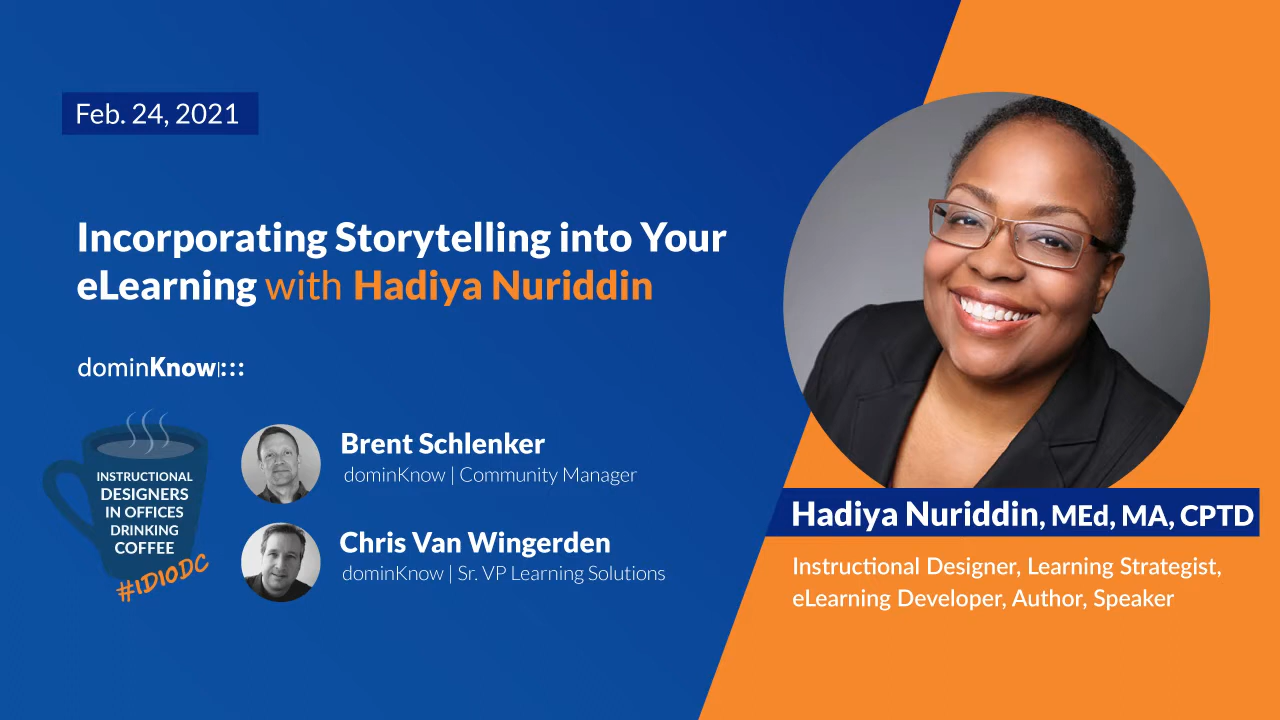 Feb. 24, 2021
Incorporating Storytelling into Your
eLearning with Hadiya Nuriddin
dominKnow|:::
INSTRUCTIONAL
DESIGNERS
IN OFFICES
DRINKING
COFFEE
#IDIODC
Brent Schlenker
dominKnow | Community Manager
Chris Van Wingerden
dominKnow | Sr. VP Learning Solutions
Hadiya Nuriddin, MEd, MA, CPTD
Instructional Designer, Learning Strategist,
eLearning Developer, Author, Speaker